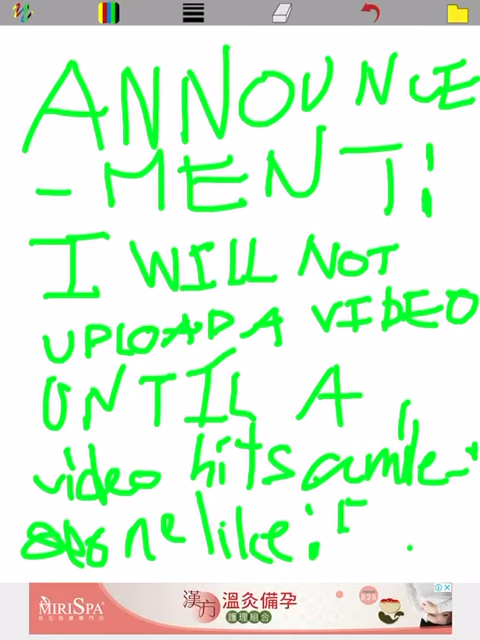 ANNOUNCE
-MENT!
I WILL NOT
UPLOAD A VIDEO
UNTIL A
video hits
one like
MIRISPA
漢方 溫灸備孕
護理組合